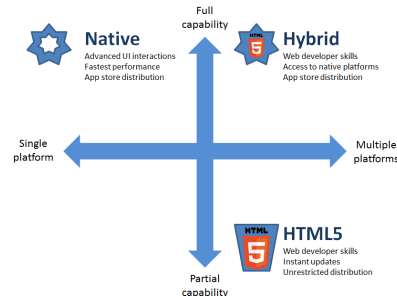 Full
capability
Native
Advanced UI interactions
Fastest performance
App store distribution
HTML
5
Hybrid
Web developer skills
Access to native platforms
App store distribution
Single
platform
Multiple
platforms
HTML
5
HTML5
Web developer skills
Instant updates
Unrestricted distribution
Partial
capability